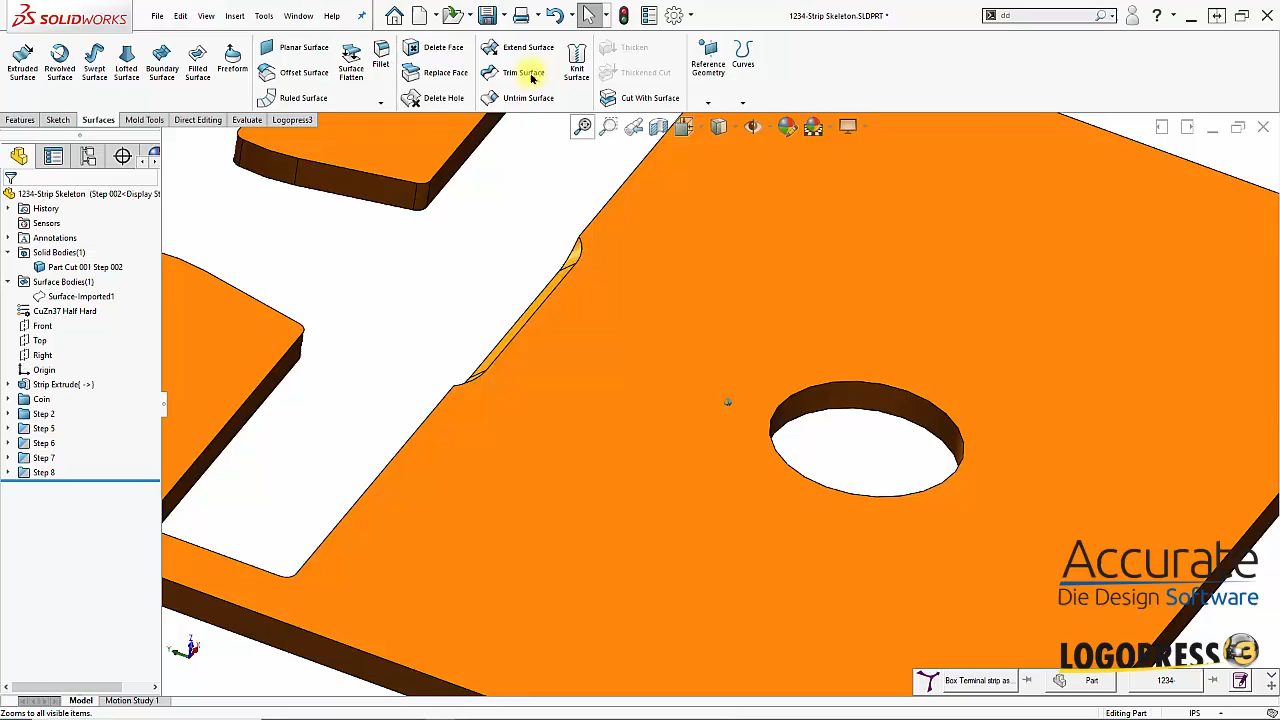 SOLIDWORKS File Edit View Insert Tools Window Help 1234-Strip Skeleton.SLDPRT * dd ?
Extruded Surface Revolved Surface Swept Surface Lofted Surface Boundary Surface Filled Surface Freeform
Planar Surface
Offset Surface
Ruled Surface
Surface Flatten
Fillet
Delete Face
Replace Face
Delete Hole
Extend Surface
Trim Surface
Untrim Surface
Knit Surface
Thicken
Thickened Cut
Cut With Surface
Reference Geometry
Curves
Features Sketch Surfaces Mold Tools Direct Editing Evaluate Logopress3
1234-Strip Skeleton (Step 002<Display St
History
Sensors
Annotations
Solid Bodies(1)
Part Cut 001 Step 002
Surface Bodies(1)
Surface-Imported1
CuZn37 Half Hard
Front
Top
Right
Origin
Strip Extrude( ->)
Coin
Step 2
Step 5
Step 6
Step 7
Step 8
Accurate
Die Design Software
LOGOPRESS3
Box Terminal strip as... Part 1234-
Model Motion Study 1
Zooms to all visible items. Editing Part IPS